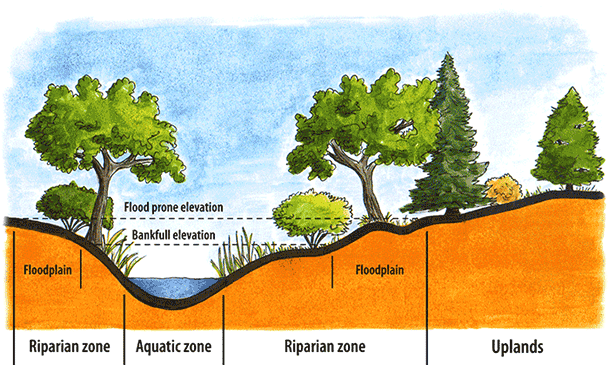 Flood prone elevation
Bankfull elevation
Floodplain
Floodplain
Riparian zone
Aquatic zone
Riparian zone
Uplands